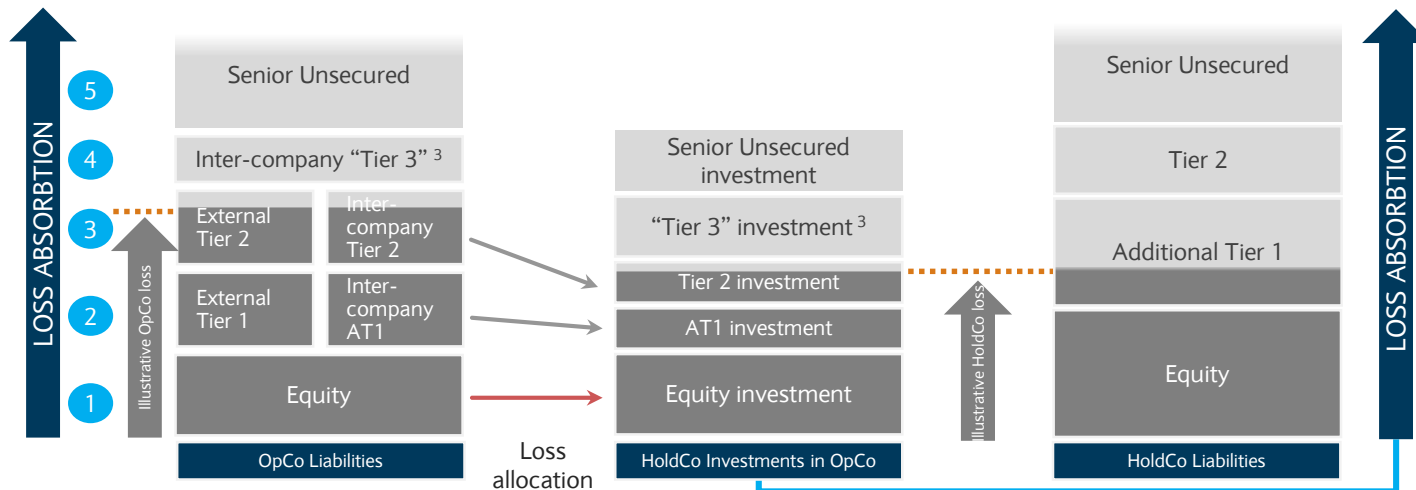 LOSS ABSORBTION
5
4
3
2
1
Illustrative OpCo loss
Senior Unsecured
Inter-company “Tier 3” 3
External
Tier 2
Inter-
company
Tier 2
External
Tier 1
Inter-
company
AT1
Equity
OpCo Liabilities
Loss
allocation
Senior Unsecured
investment
“Tier 3” investment 3
Tier 2 investment
AT1 investment
Equity investment
HoldCo Investments in OpCo
Illustrative HoldCo loss
Senior Unsecured
Tier 2
Additional Tier 1
Equity
HoldCo Liabilities
LOSS ABSORBTION